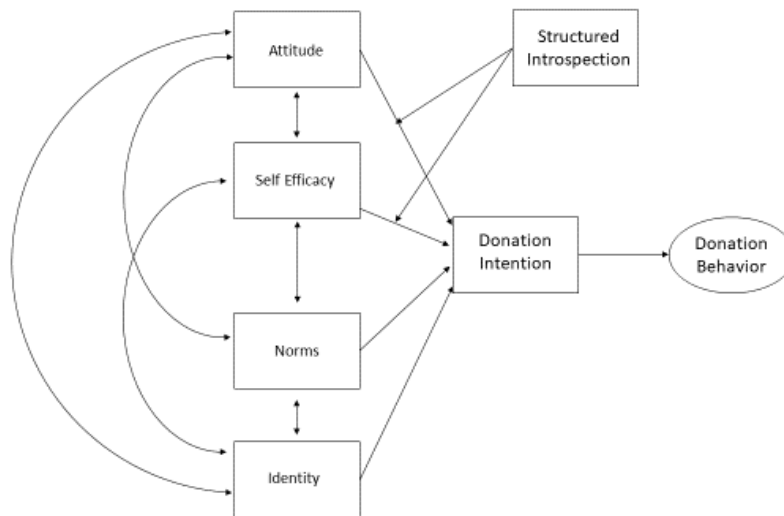 Attitude
Structured
Introspection
Self Efficacy
Donation
Intention
Donation
Behavior
Norms
Identity